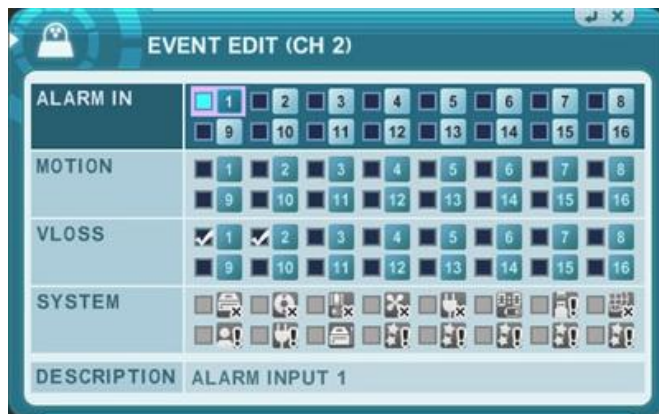 EVENT EDIT (CH 2)
ALARM IN 1 2 3 4 5 6 7 8
9 10 11 12 13 14 15 16
MOTION 1 2 3 4 5 6 7 8
9 10 11 12 13 14 15 16
VLOSS 1 2 3 4 5 6 7 8
9 10 11 12 13 14 15 16
SYSTEM
DESCRIPTION ALARM INPUT 1